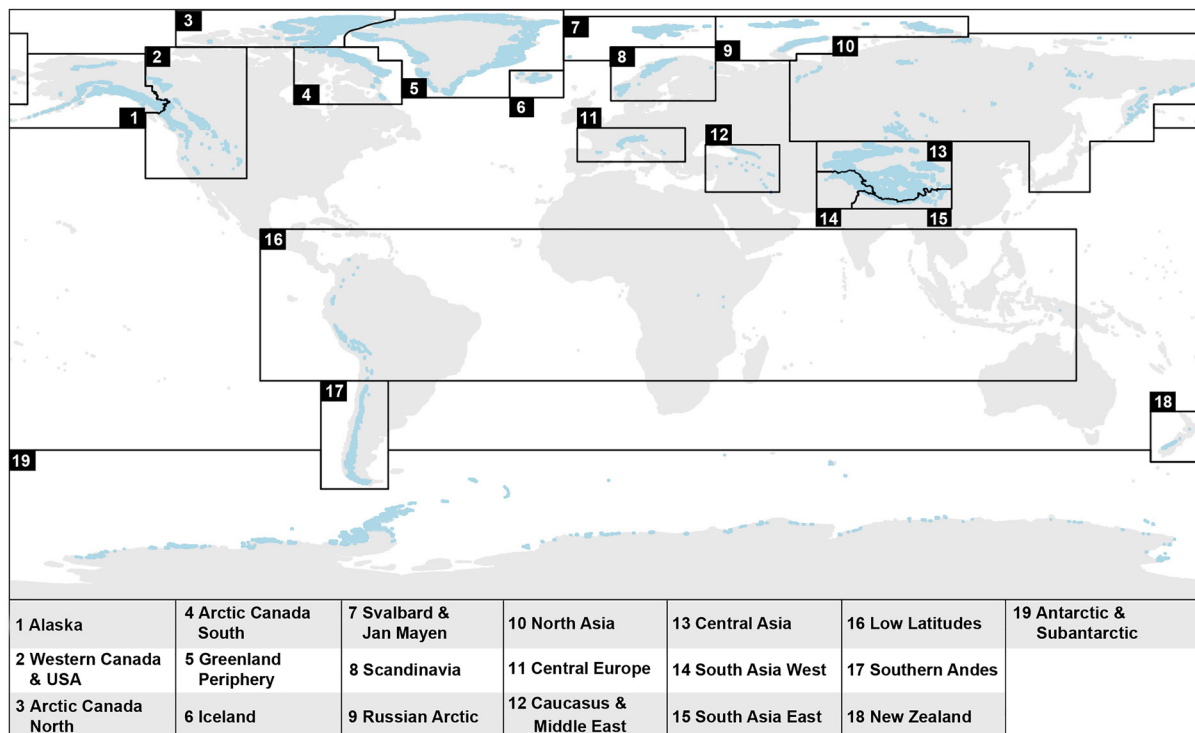 3
7
2
8
9
10
4
5
6
1
11
12
13
14
15
16
17
18
19
1 Alaska
4 Arctic Canada
South
7 Svalbard &
Jan Mayen
10 North Asia
13 Central Asia
16 Low Latitudes
19 Antarctic &
Subantarctic
2 Western Canada
& USA
5 Greenland
Periphery
8 Scandinavia
11 Central Europe
14 South Asia West
17 Southern Andes
3 Arctic Canada
North
6 Iceland
9 Russian Arctic
12 Caucasus &
Middle East
15 South Asia East
18 New Zealand